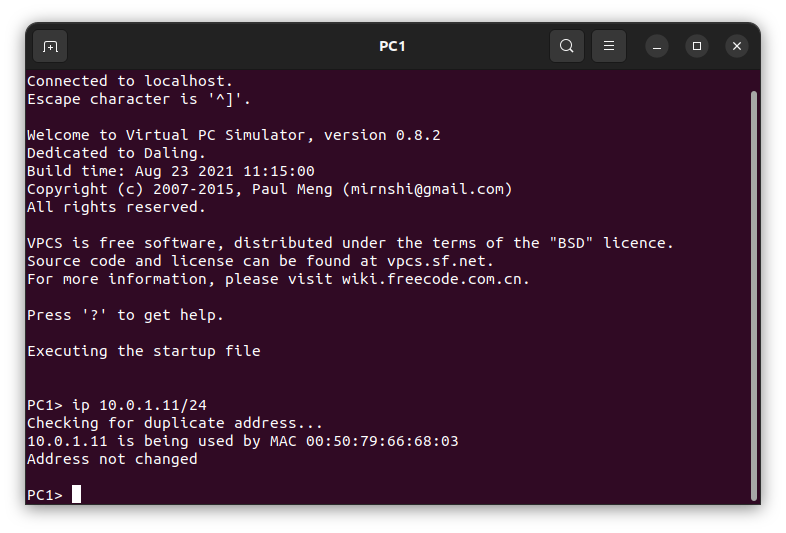 PC1
Connected to localhost.
Escape character is '^]'.
Welcome to Virtual PC Simulator, version 0.8.2
Dedicated to Daling.
Build time: Aug 23 2021 11:15:00
Copyright (c) 2007-2015, Paul Meng (mirnshi@gmail.com)
All rights reserved.
VPCS is free software, distributed under the terms of the "BSD" licence.
Source code and license can be found at vpcs.sf.net.
For more information, please visit wiki.freecode.com.cn.
Press '?' to get help.
Executing the startup file
PC1> ip 10.0.1.11/24
Checking for duplicate address...
10.0.1.11 is being used by MAC 00:50:79:66:68:03
Address not changed
PC1>